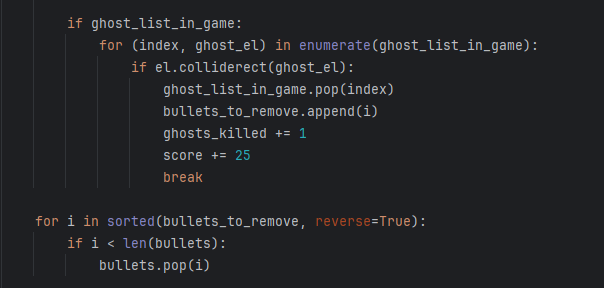 if ghost_list_in_game:
for (index, ghost_el) in enumerate(ghost_list_in_game):
if el.colliderect(ghost_el):
ghost_list_in_game.pop(index)
bullets_to_remove.append(i)
ghosts_killed += 1
score += 25
break
for i in sorted(bullets_to_remove, reverse=True):
if i < len(bullets):
bullets.pop(i)